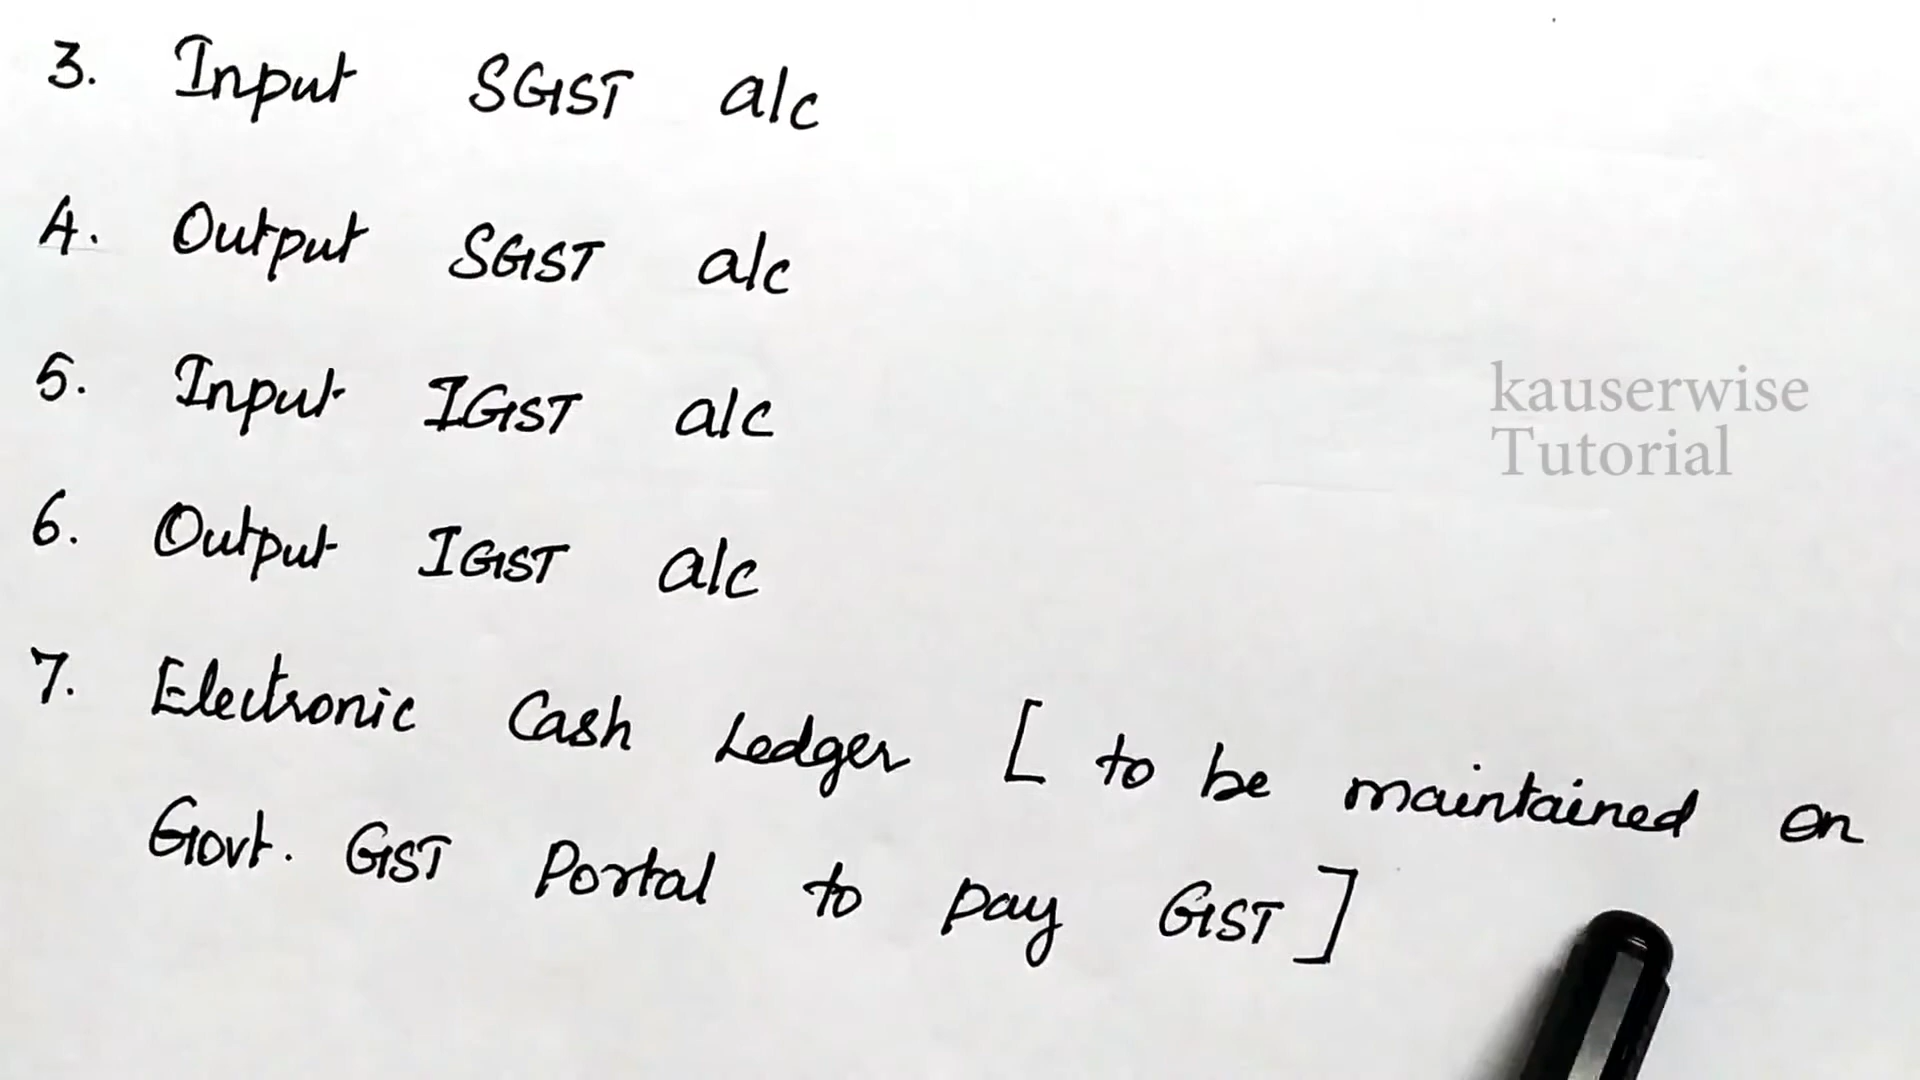 3. Input SGST a/c
4. Output SGST a/c
5. Input IGST a/c
kauserwise
Tutorial
6. Output IGST a/c
7. Electronic Cash Ledger [ to be maintained on
Govt. GST Portal to pay GST ]